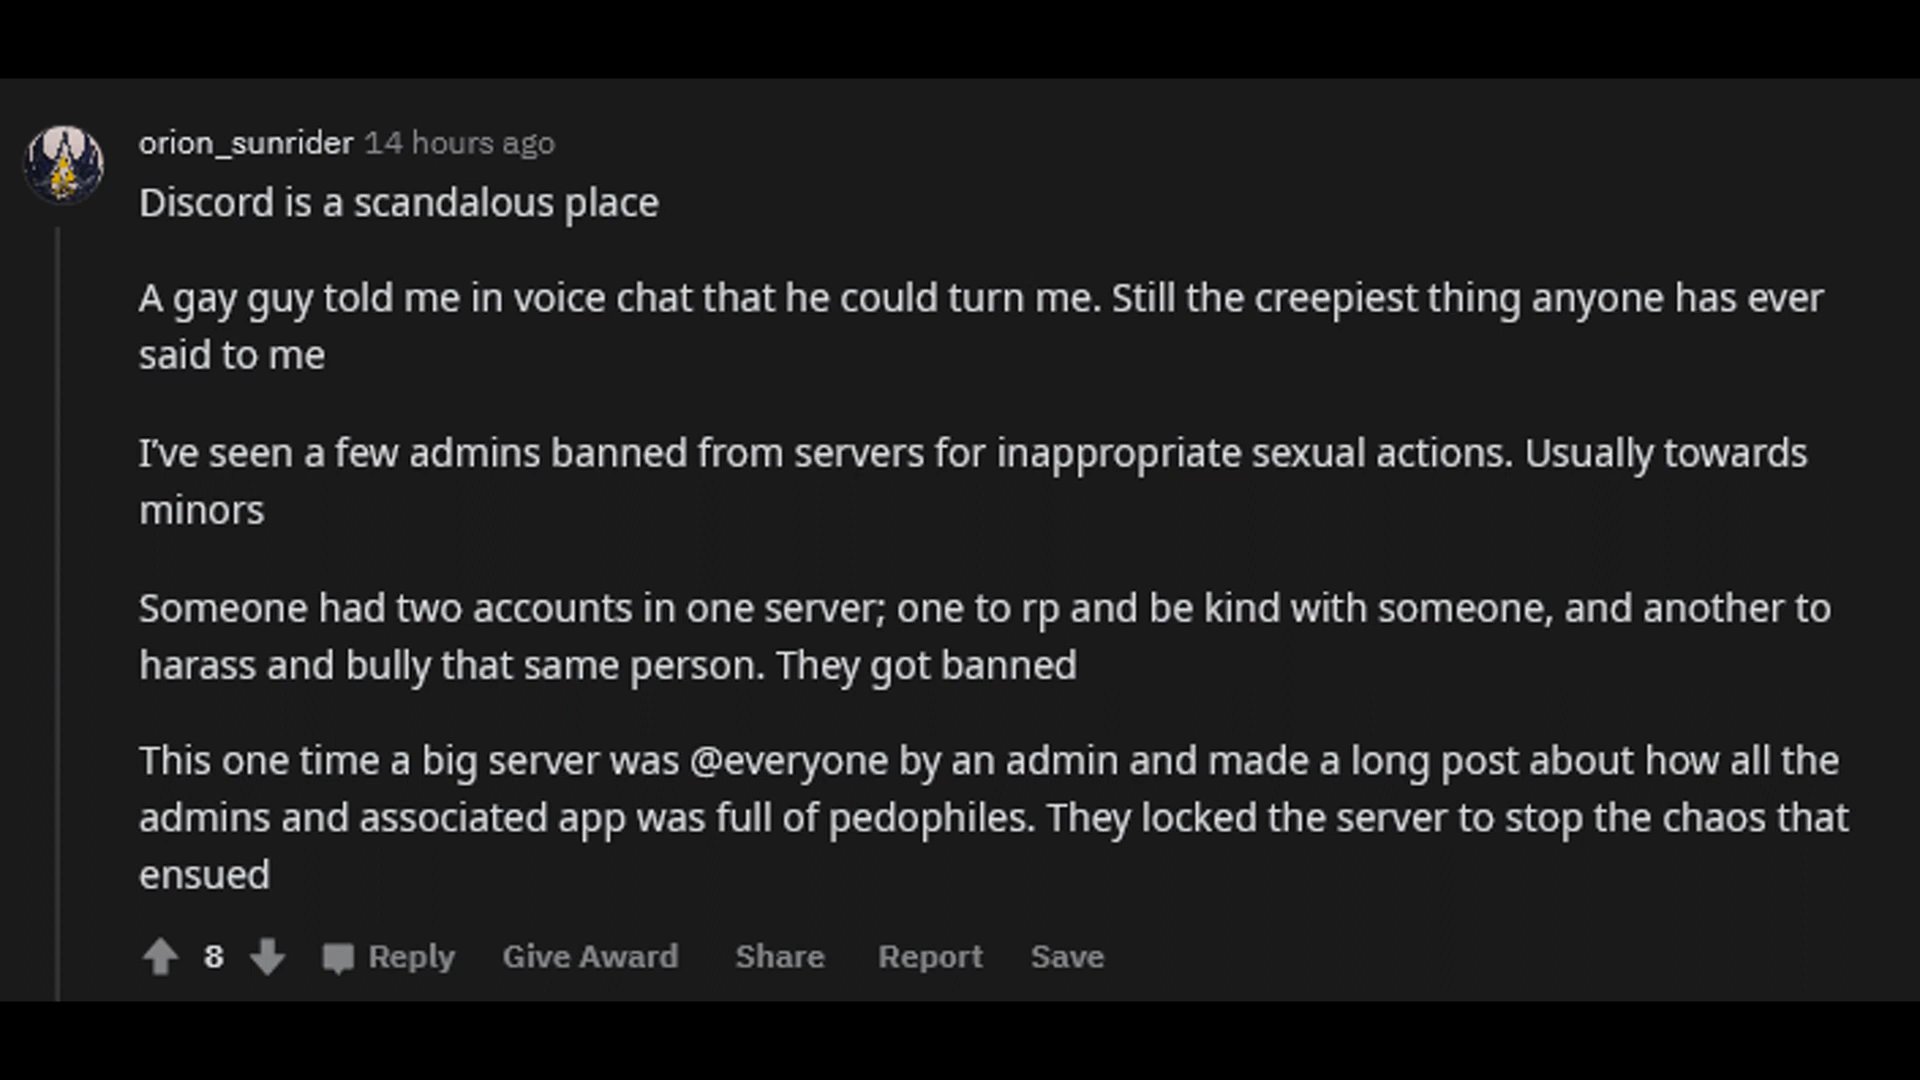 orion_sunrider 14 hours ago
Discord is a scandalous place
A gay guy told me in voice chat that he could turn me. Still the creepiest thing anyone has ever
said to me
I've seen a few admins banned from servers for inappropriate sexual actions. Usually towards
minors
Someone had two accounts in one server; one to rp and be kind with someone, and another to
harass and bully that same person. They got banned
This one time a big server was @everyone by an admin and made a long post about how all the
admins and associated app was full of pedophiles. They locked the server to stop the chaos that
ensued
8 Reply Give Award Share Report Save